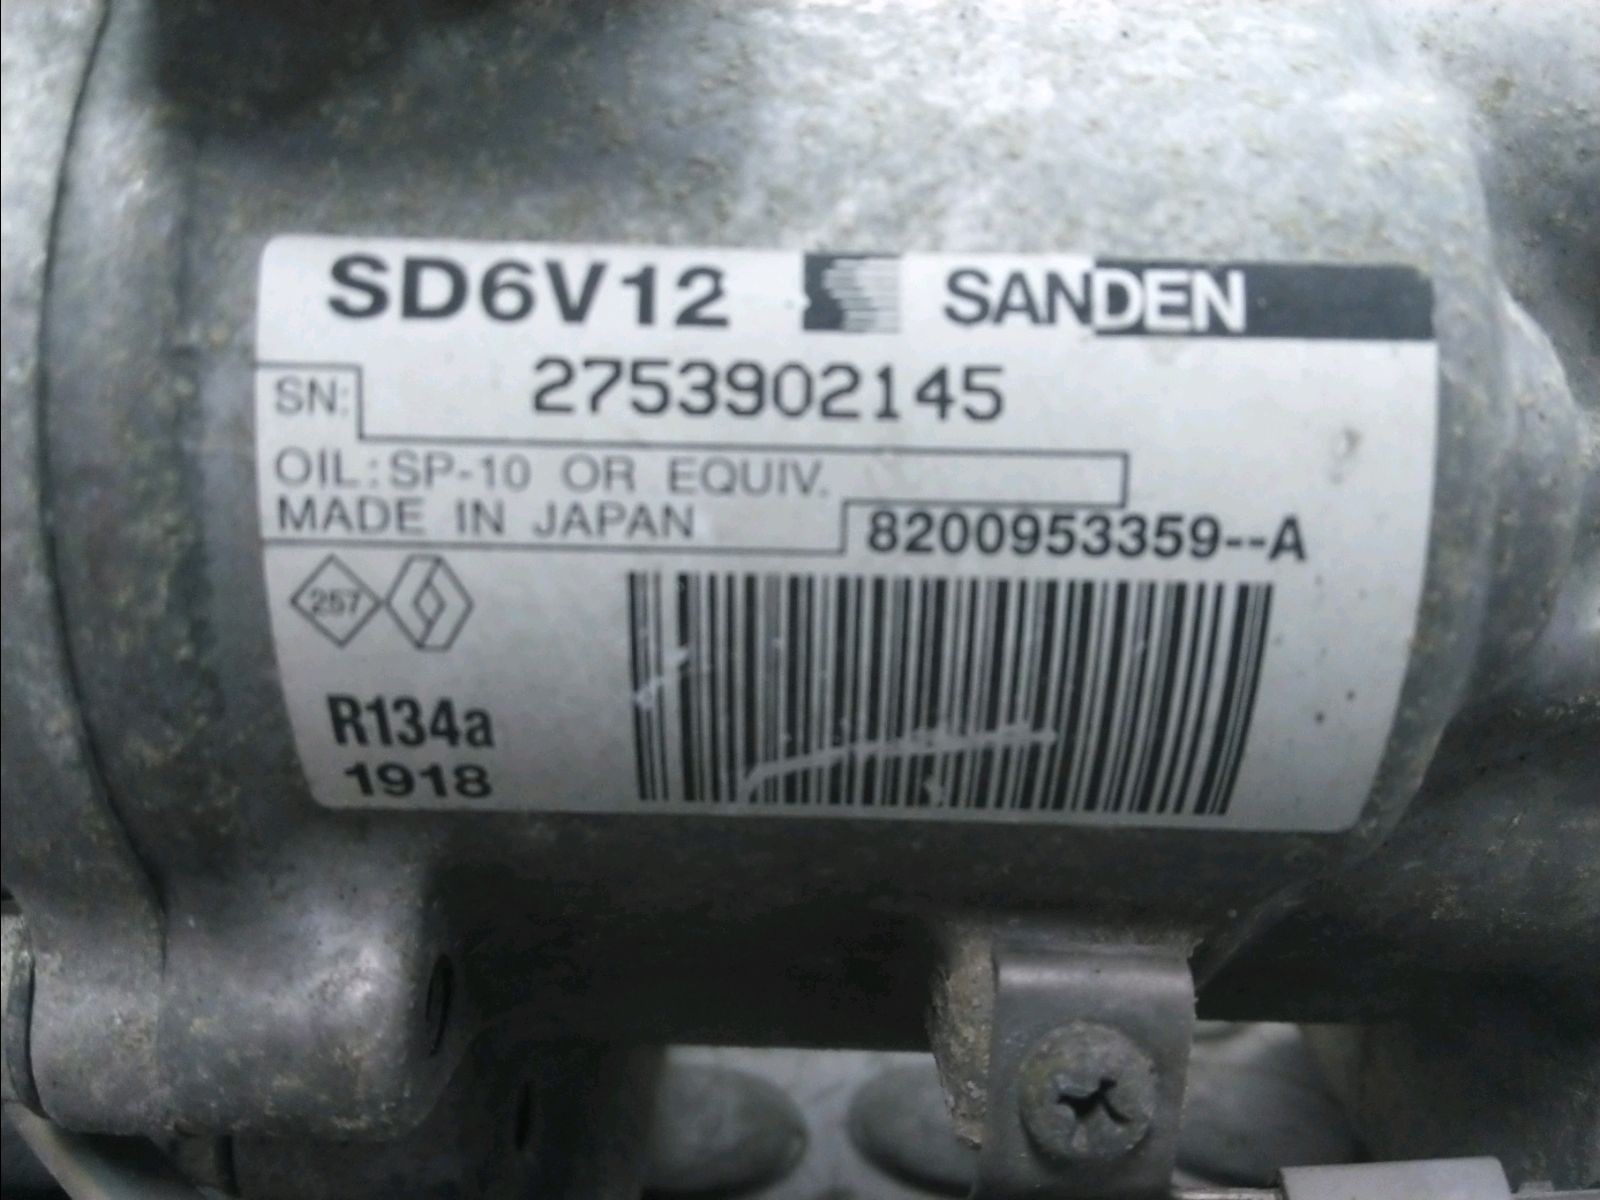 SD6V12 SANDEN
SN: 2753902145
OIL: SP-10 OR EQUIV.
MADE IN JAPAN
8200953359--A
257
R134a
1918